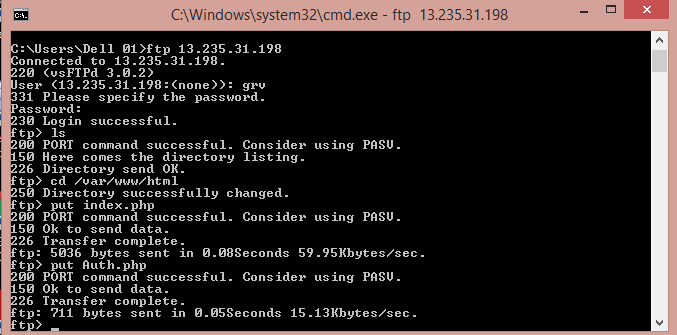 C:\Windows\system32\cmd.exe - ftp  13.235.31.198
C:\Users\Dell 01>ftp 13.235.31.198
Connected to 13.235.31.198.
220 (vsFTPd 3.0.2)
User (13.235.31.198:(none)): grv
331 Please specify the password.
Password:
230 Login successful.
ftp> ls
200 PORT command successful. Consider using PASV.
150 Here comes the directory listing.
226 Directory send OK.
ftp> cd /var/www/html
250 Directory successfully changed.
ftp> put index.php
200 PORT command successful. Consider using PASV.
150 Ok to send data.
226 Transfer complete.
ftp: 5036 bytes sent in 0.08Seconds 59.95Kbytes/sec.
ftp> put Auth.php
200 PORT command successful. Consider using PASV.
150 Ok to send data.
226 Transfer complete.
ftp: 711 bytes sent in 0.05Seconds 15.13Kbytes/sec.
ftp> _